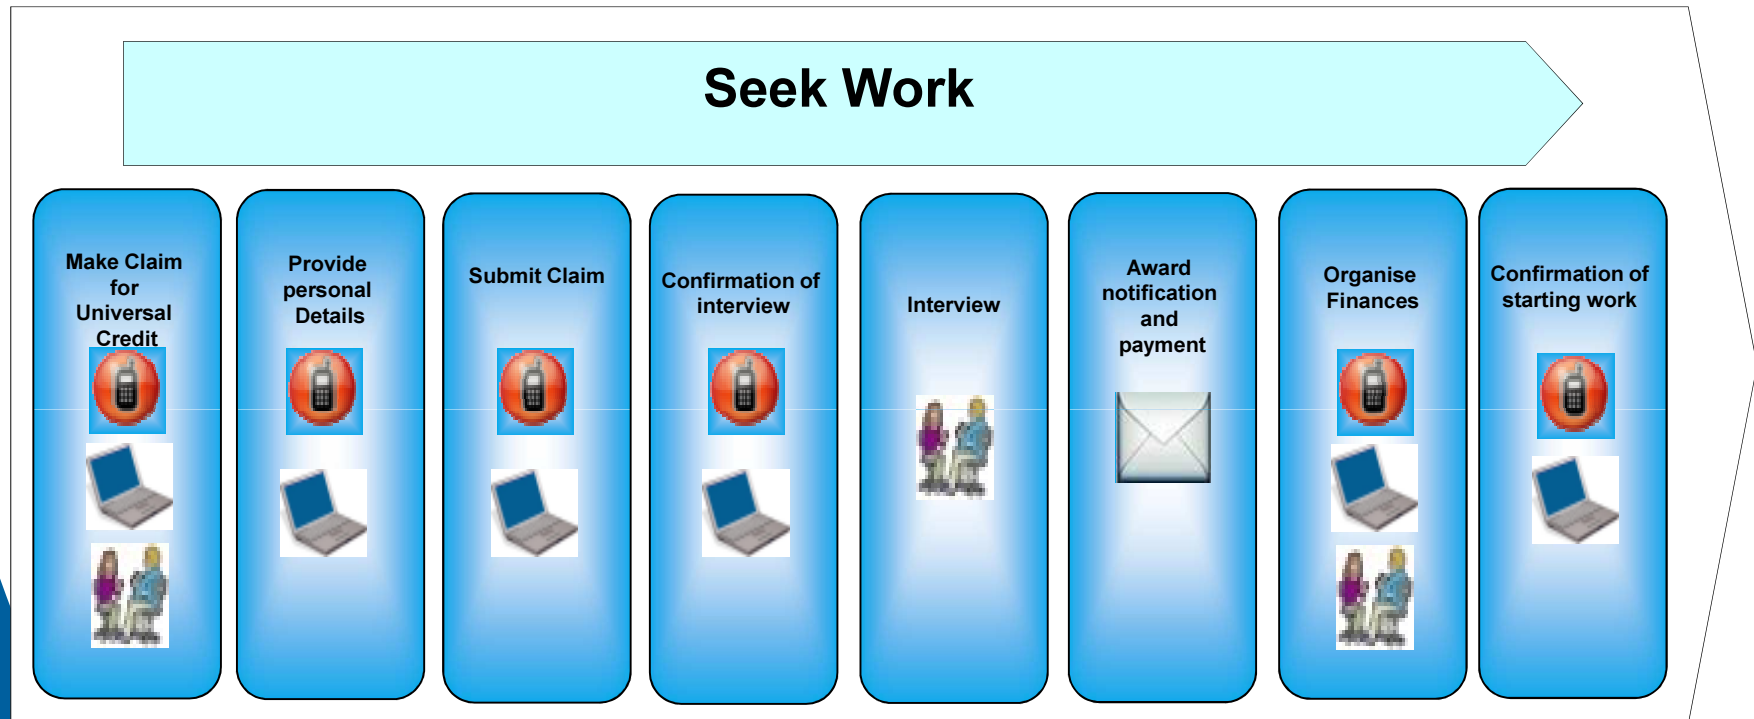 Seek Work
Make Claim
for
Universal
Credit
Provide
personal
Details
Submit Claim
Confirmation of
interview
Interview
Award
notification
and
payment
Organise
Finances
Confirmation of
starting work